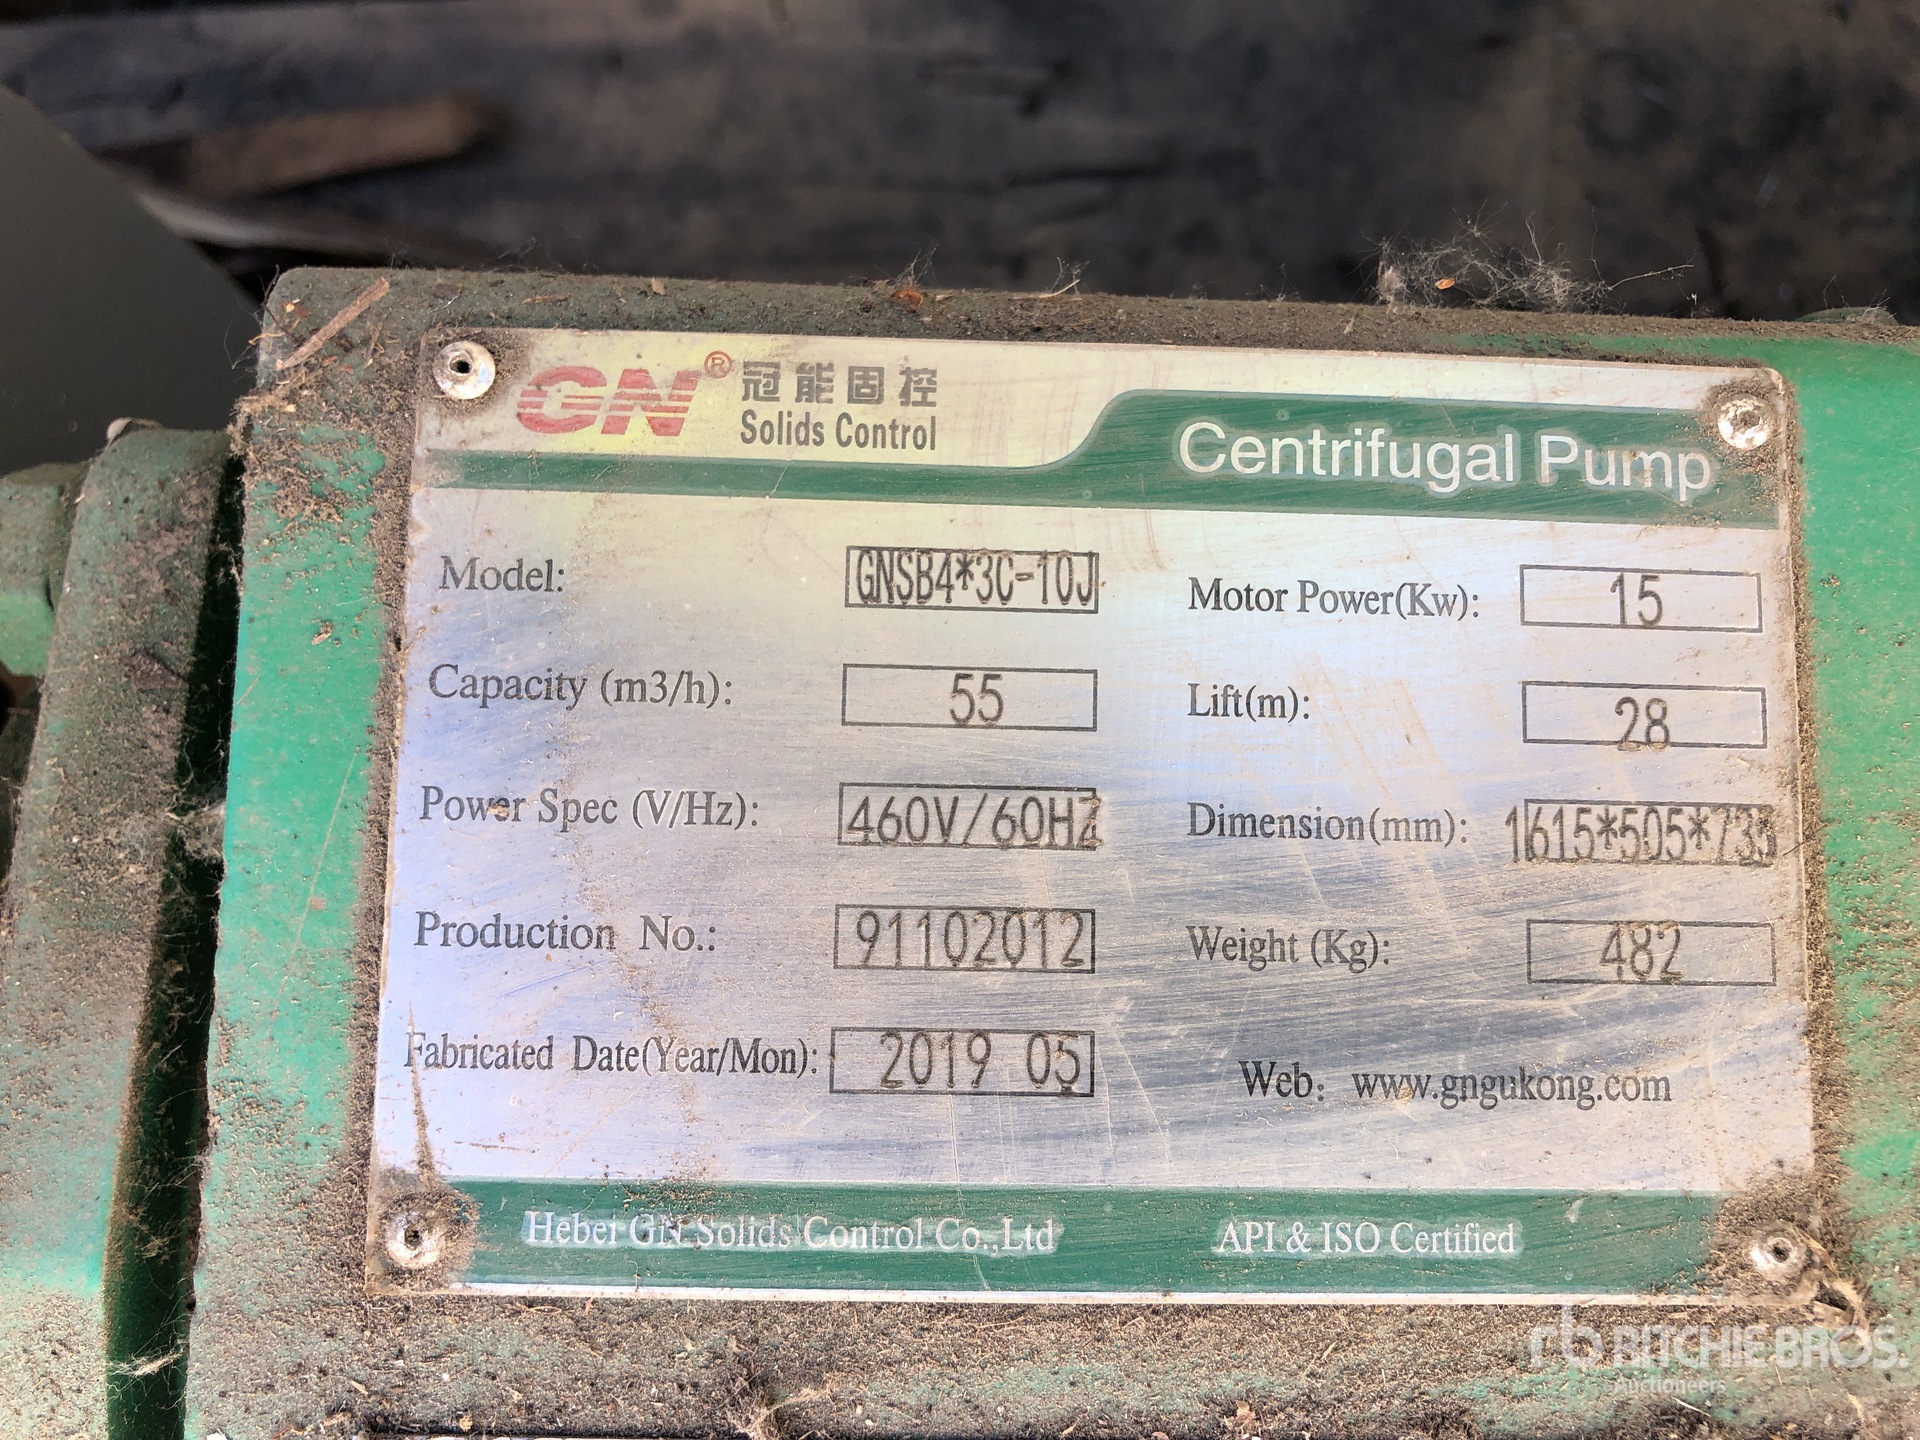 GN® 冠能固控
Solids Control
Centrifugal Pump
Model: GNSB4*3C-10J
Motor Power(Kw): 15
Capacity (m3/h): 55
Lift(m): 28
Power Spec (V/Hz): 460V/60HZ
Dimension(mm): 1615*505*735
Production No.: 91102012
Weight (Kg): 482
Fabricated Date(Year/Mon): 2019 05
Web: www.gngukong.com
Hebei GN Solids Control Co.,Ltd
API & ISO Certified
rb RITCHIE BROS.
Auctioneers